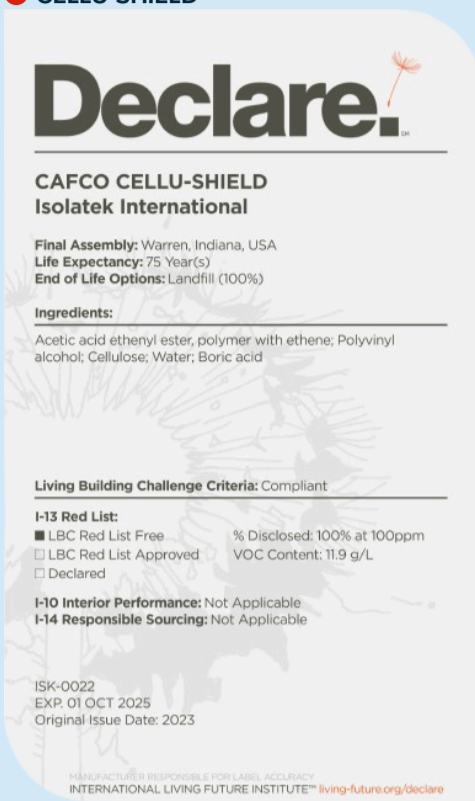 CELLU-SHIELD
Declare.
SM
CAFCO CELLU-SHIELD
Isolatek International
Final Assembly: Warren, Indiana, USA
Life Expectancy: 75 Year(s)
End of Life Options: Landfill (100%)
Ingredients:
Acetic acid ethenyl ester, polymer with ethene; Polyvinyl
alcohol; Cellulose; Water; Boric acid
Living Building Challenge Criteria: Compliant
I-13 Red List:
■ LBC Red List Free % Disclosed: 100% at 100ppm
□ LBC Red List Approved VOC Content: 11.9 g/L
□ Declared
I-10 Interior Performance: Not Applicable
I-14 Responsible Sourcing: Not Applicable
ISK-0022
EXP. 01 OCT 2025
Original Issue Date: 2023
MANUFACTURER RESPONSIBLE FOR LABEL ACCURACY
INTERNATIONAL LIVING FUTURE INSTITUTE™ living-future.org/declare